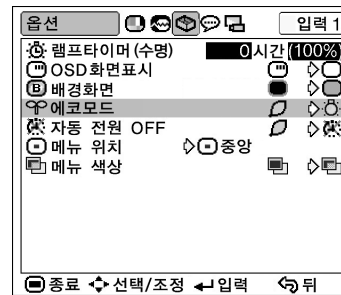 옵션 입력 1
램프타이머(수명) 0 시간 (100%)
OSD화면표시
B 배경화면
에코모드
자동 전원 OFF
메뉴 위치 중앙
메뉴 색상
종료 선택/조정 입력 뒤